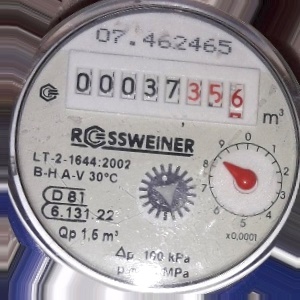 07.462465
00037356
m³
ROSSWEINER
LT-2-1644:2002
B-H A-V 30°C
D 81
6.131.22
Qp 1,5 m³
Δp 100 kPa
MPa
0
9
1
8
2
7
3
6
4
5
x0,0001